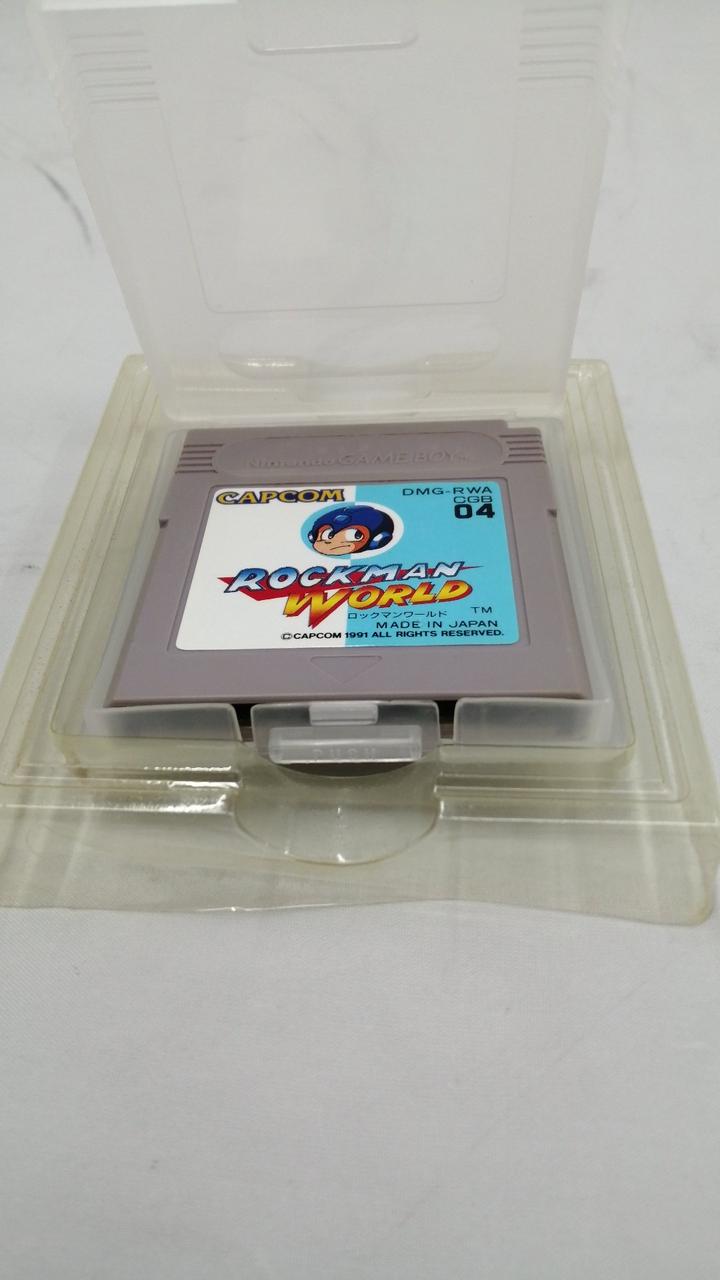 Nintendo GAME BOY TM
CAPCOM
DMG-RWA
CGB
04
ROCKMAN
WORLD
ロックマンワールド TM
MADE IN JAPAN
©CAPCOM 1991 ALL RIGHTS RESERVED.
PUSH